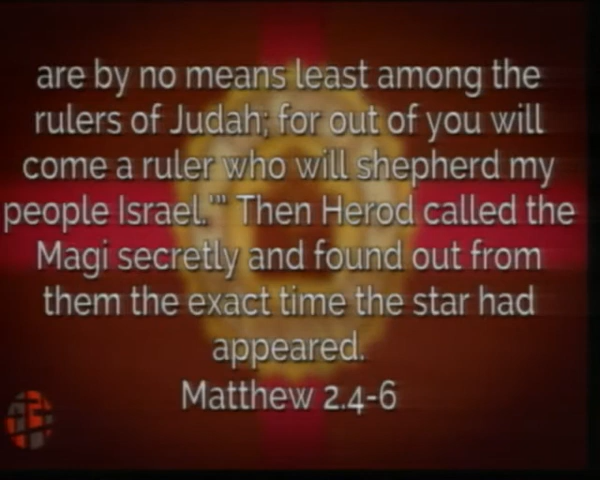 are by no means least among the
rulers of Judah; for out of you will
come a ruler who will shepherd my
people Israel.'" Then Herod called the
Magi secretly and found out from
them the exact time the star had
appeared.
Matthew 2.4-6